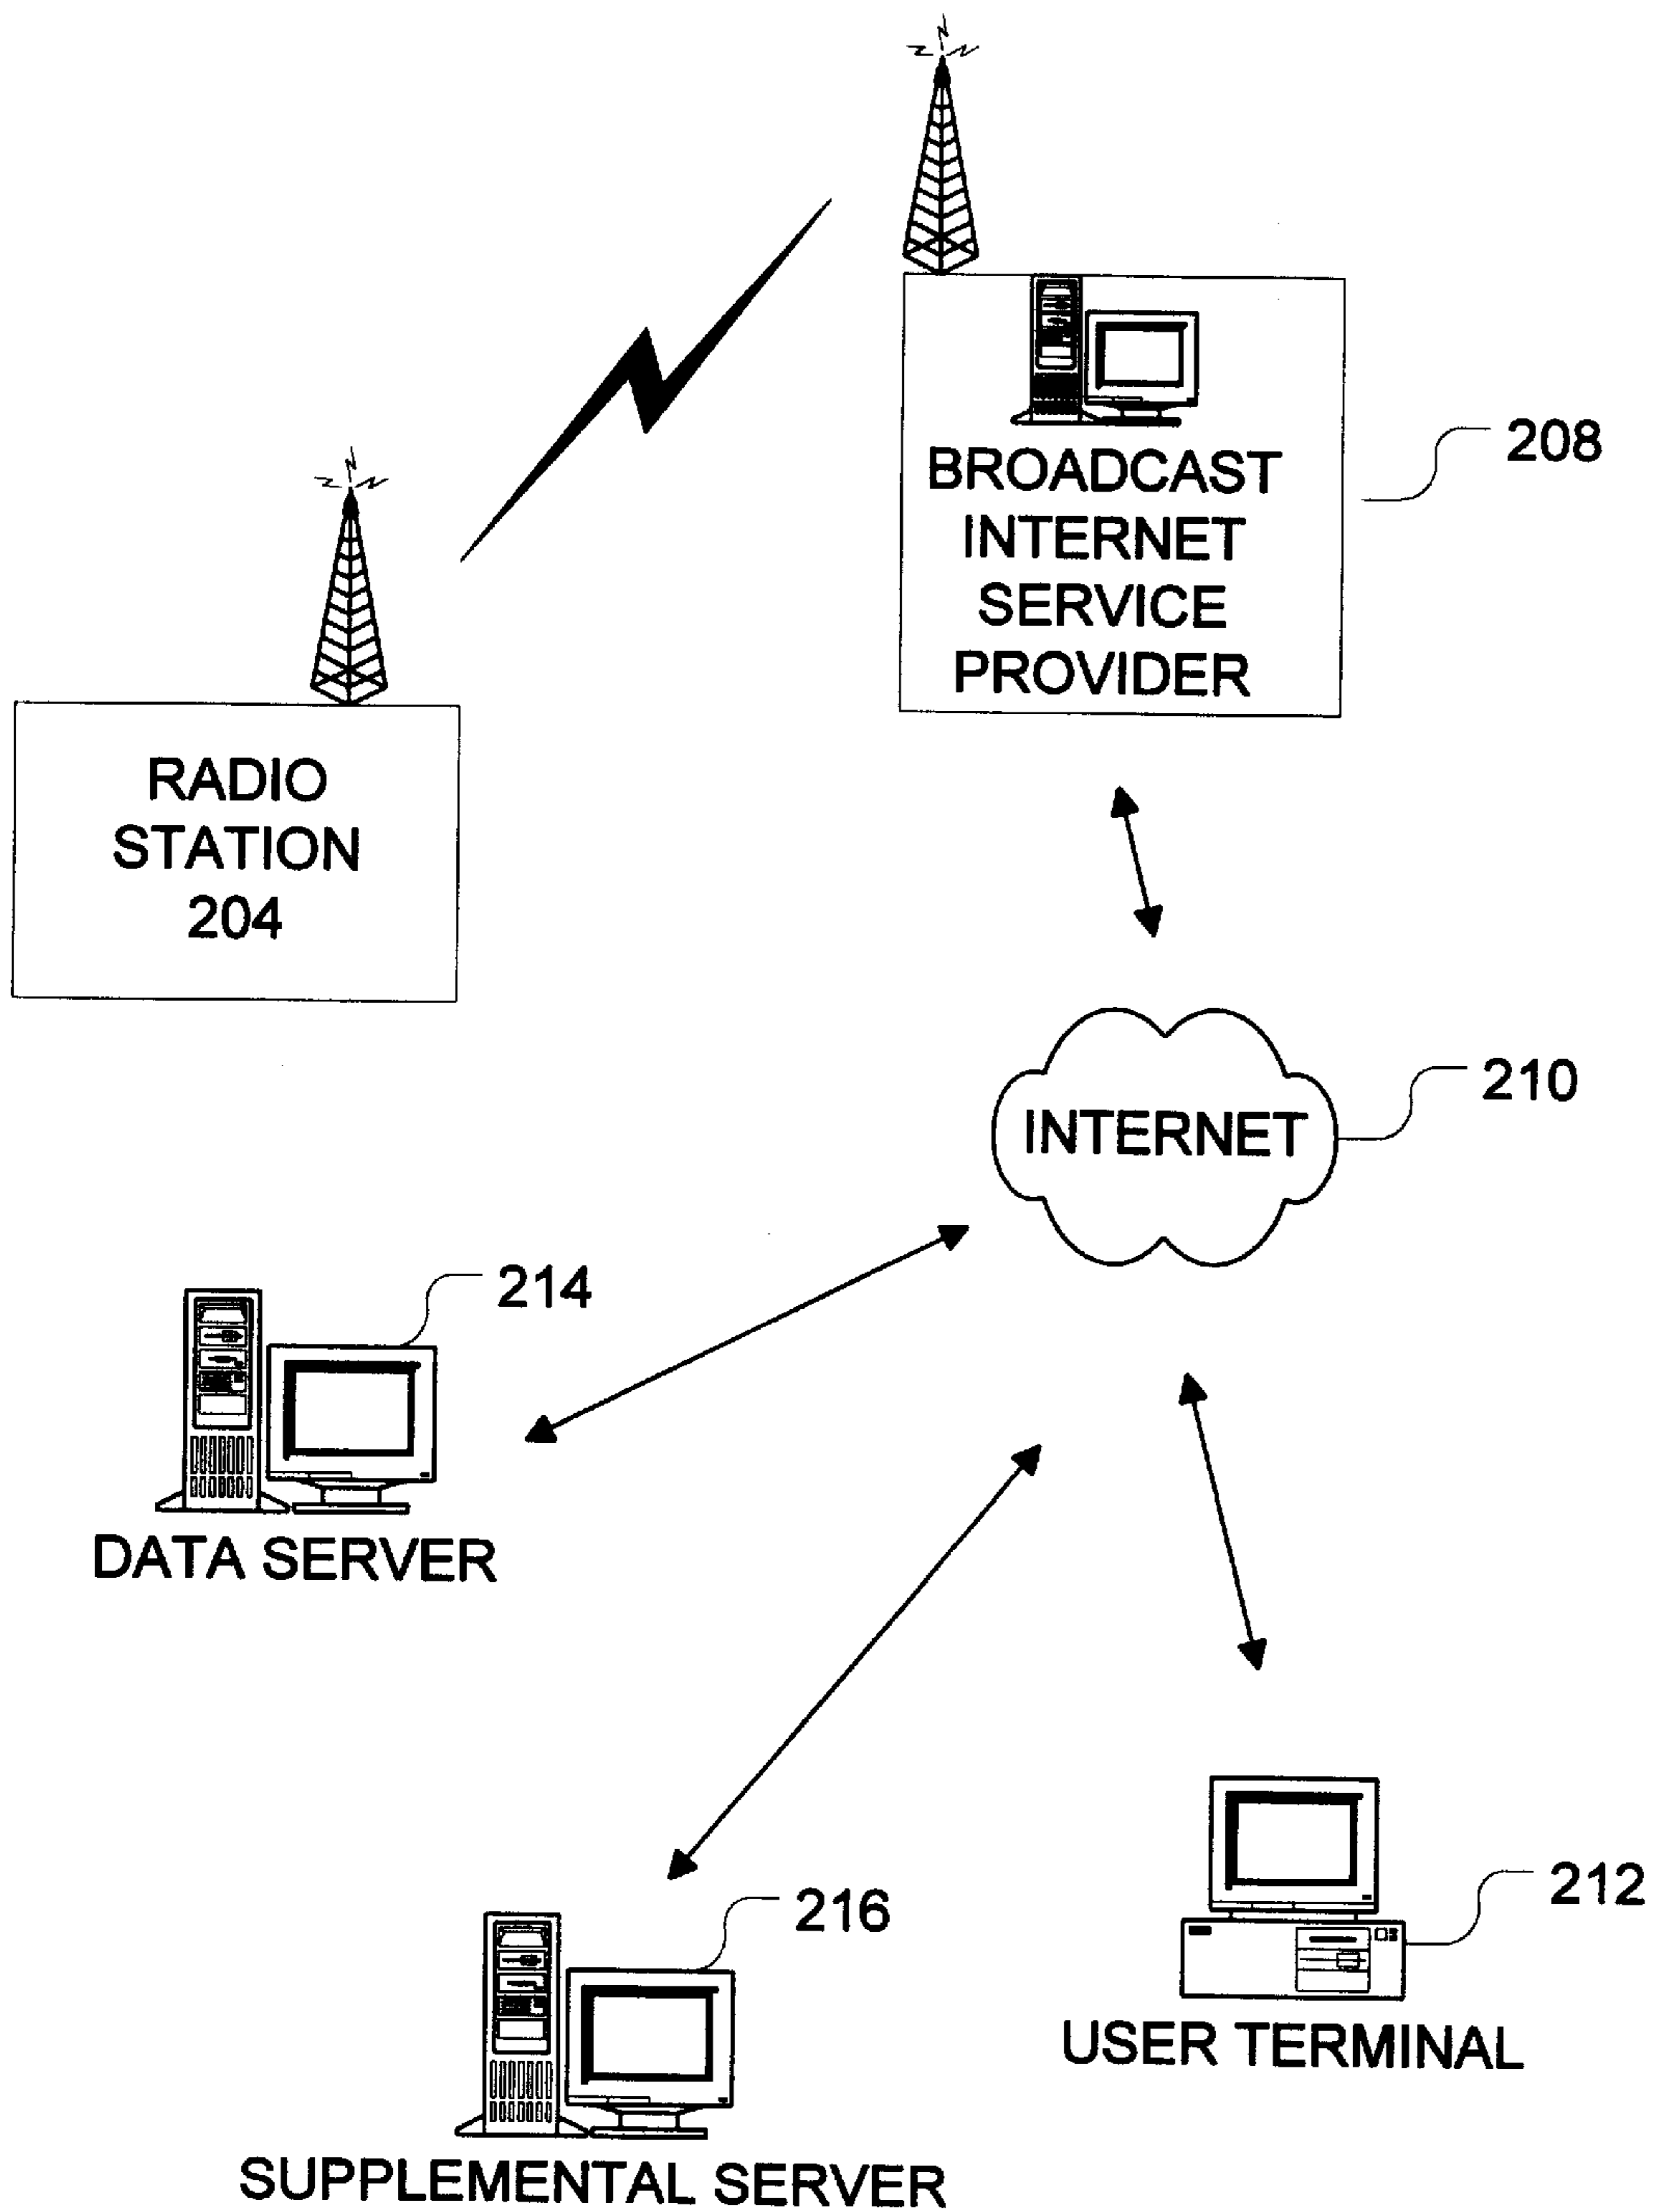 BROADCAST
INTERNET
SERVICE
PROVIDER
208
RADIO
STATION
204
INTERNET
210
214
DATA SERVER
216
SUPPLEMENTAL SERVER
212
USER TERMINAL